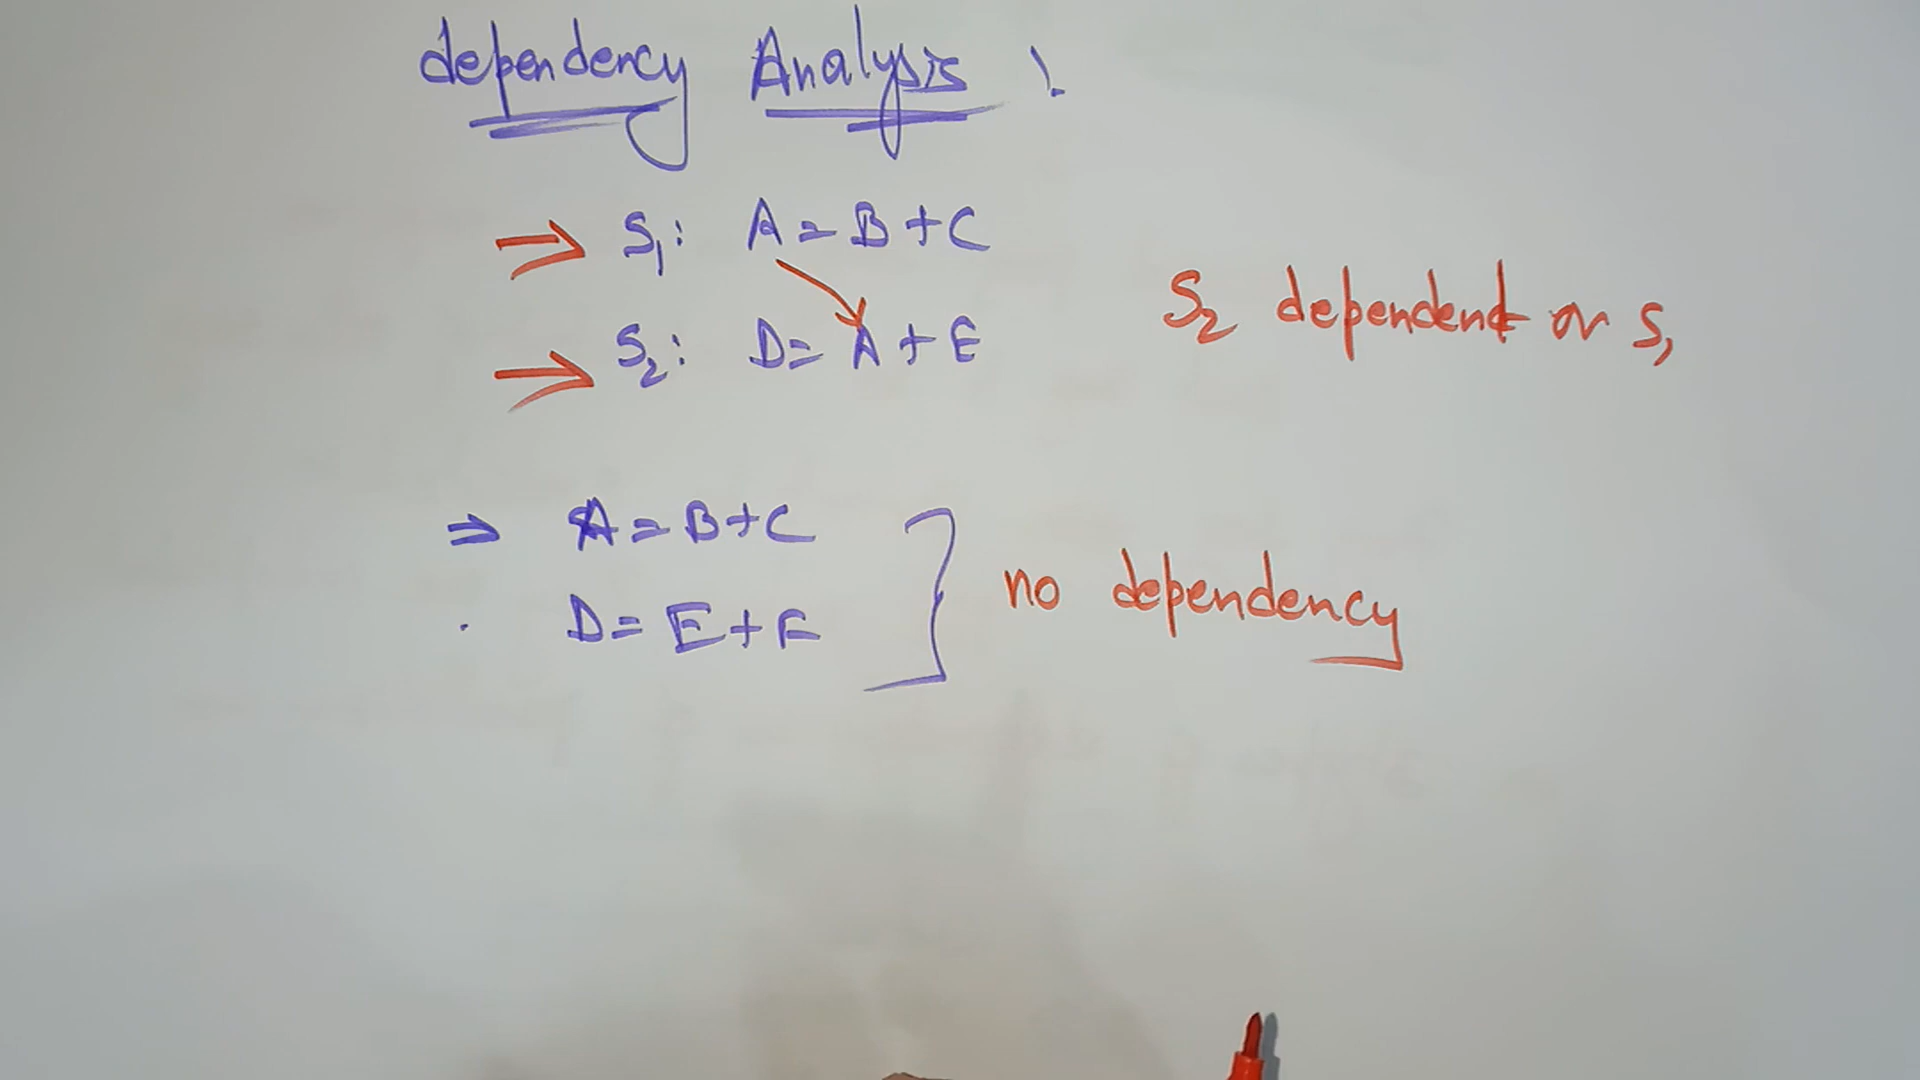 dependency Analysis :
⇒ S₁: A = B + C
⇒ S₂: D = A + E
S₂ dependent on S₁
⇒ A = B + C
D = E + F
no dependency